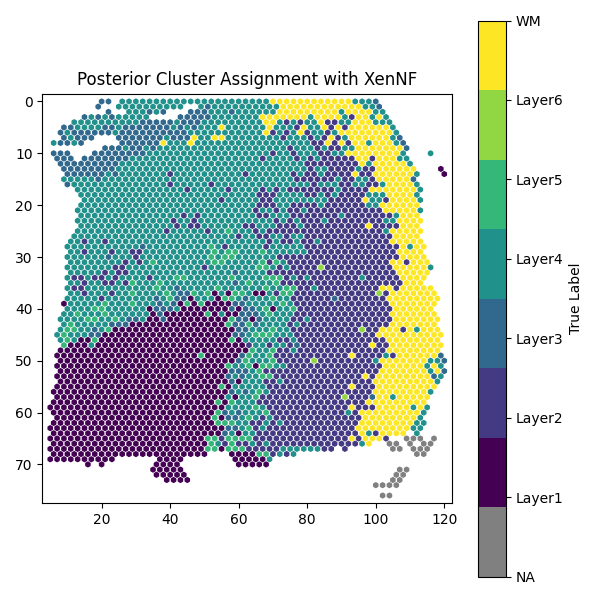 Posterior Cluster Assignment with XenNF
0
10
20
30
40
50
60
70
20
40
60
80
100
120
WM
Layer6
Layer5
Layer4
Layer3
Layer2
Layer1
NA
True Label